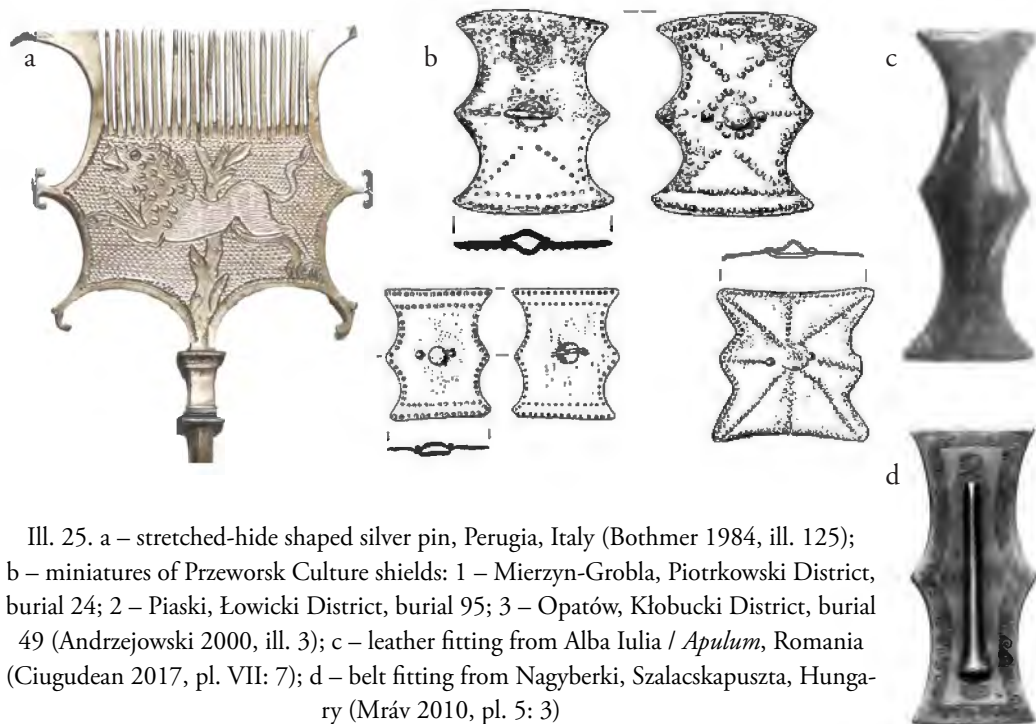 a
b
c
d
Ill. 25. a – stretched-hide shaped silver pin, Perugia, Italy (Bothmer 1984, ill. 125);
b – miniatures of Przeworsk Culture shields: 1 – Mierzyn-Grobla, Piotrkowski District,
burial 24; 2 – Piaski, Łowicki District, burial 95; 3 – Opatów, Kłobucki District, burial
49 (Andrzejowski 2000, ill. 3); c – leather fitting from Alba Iulia / Apulum, Romania
(Ciugudean 2017, pl. VII: 7); d – belt fitting from Nagyberki, Szalacskapuszta, Hunga-
ry (Mráv 2010, pl. 5: 3)